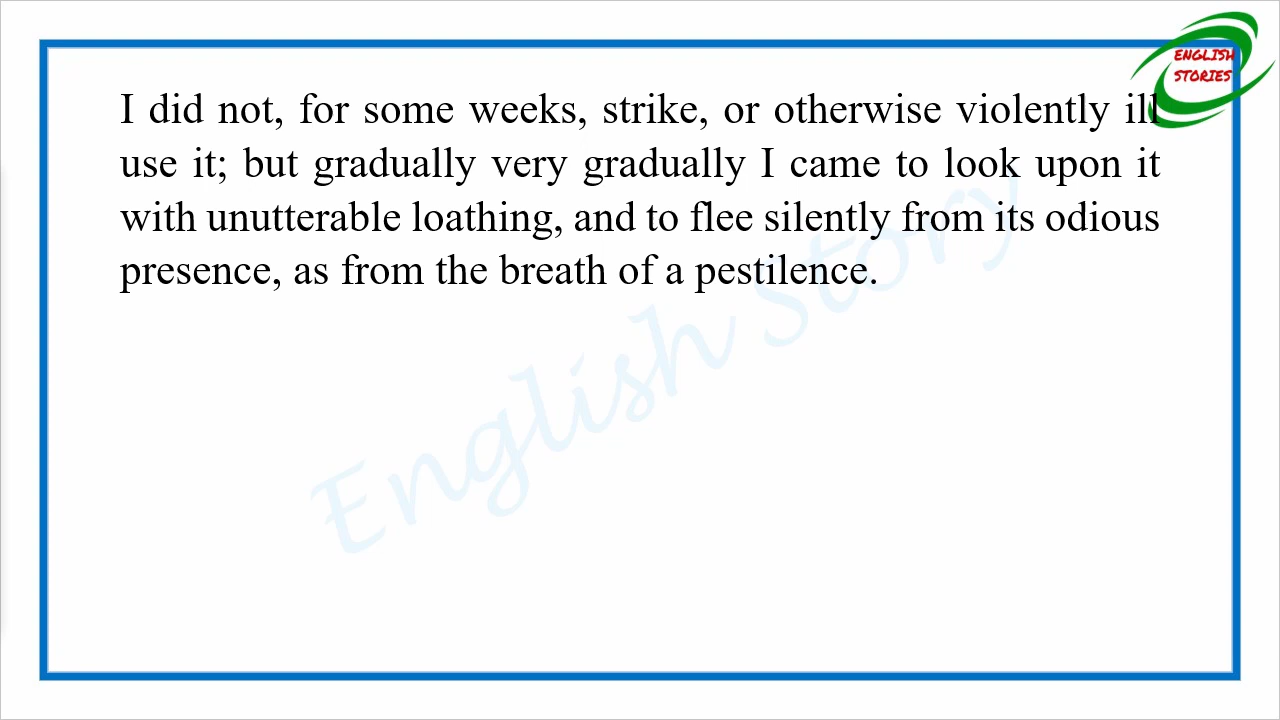 ENGLISH
STORIES
I did not, for some weeks, strike, or otherwise violently ill
use it; but gradually very gradually I came to look upon it
with unutterable loathing, and to flee silently from its odious
presence, as from the breath of a pestilence.
English Story